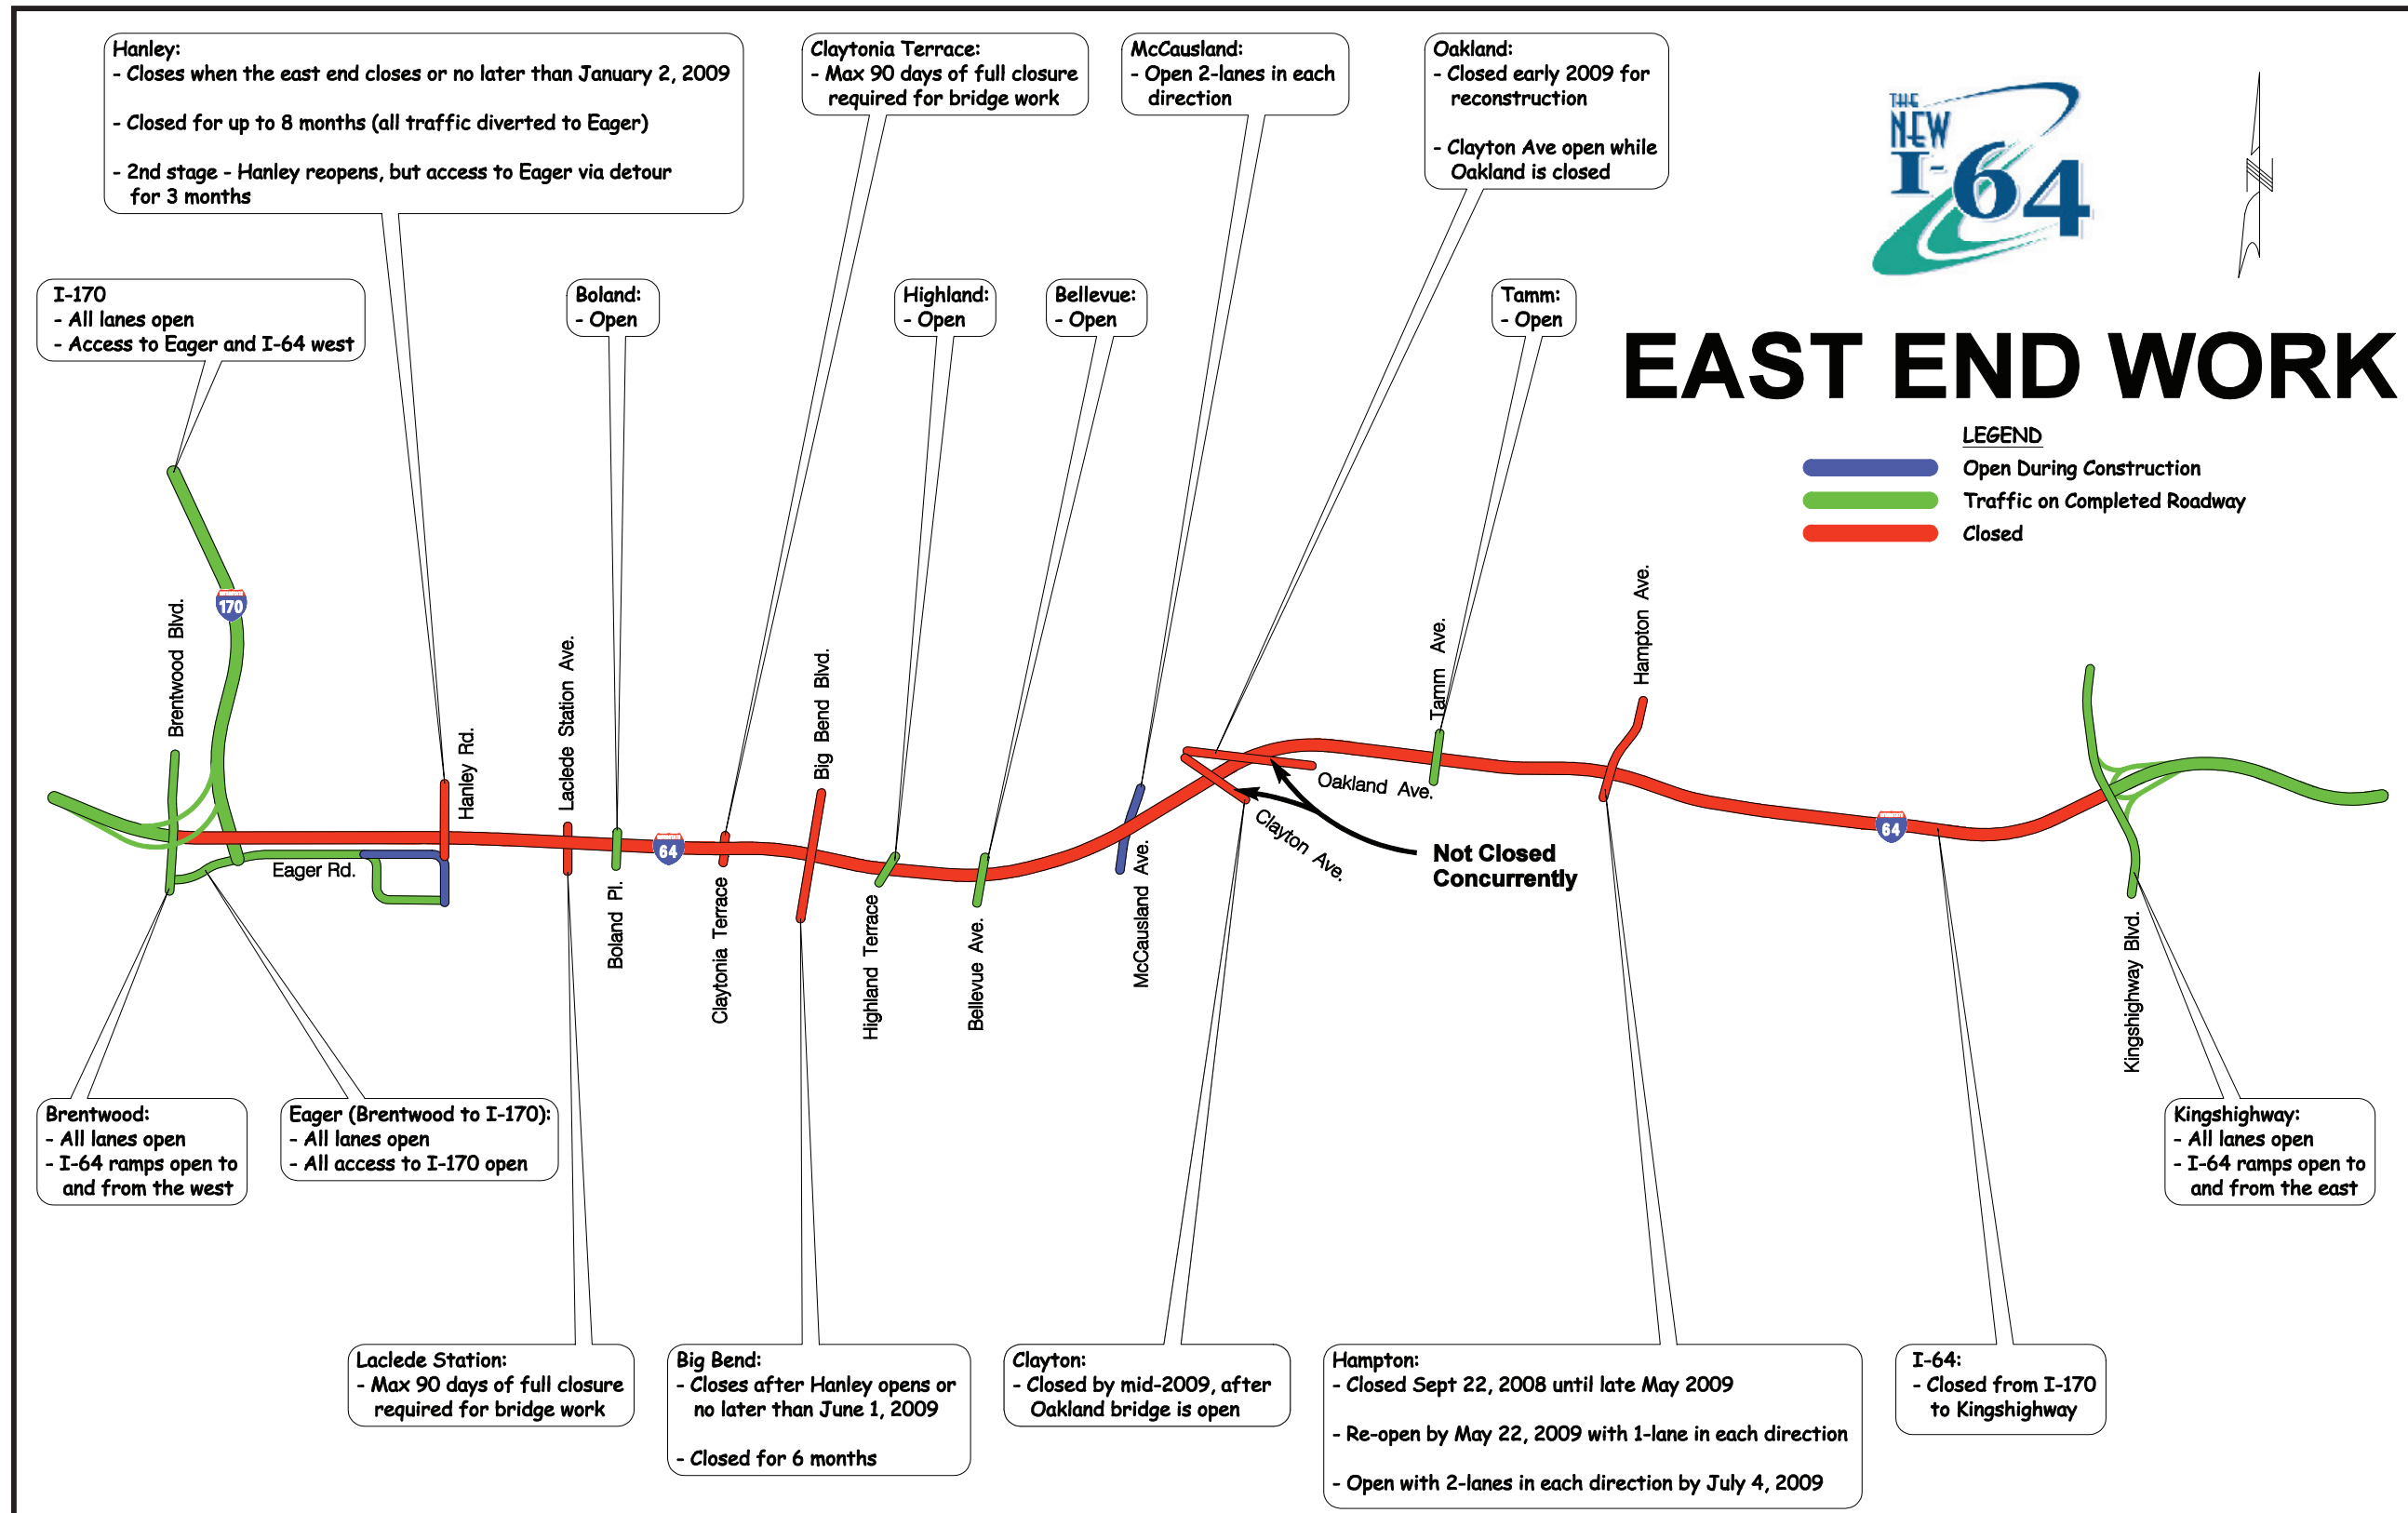 Hanley:
- Closes when the east end closes or no later than January 2, 2009
- Closed for up to 8 months (all traffic diverted to Eager)
- 2nd stage - Hanley reopens, but access to Eager via detour
for 3 months
Claytonia Terrace:
- Max 90 days of full closure
required for bridge work
McCausland:
- Open 2-lanes in each
direction
Oakland:
- Closed early 2009 for
reconstruction
- Clayton Ave open while
Oakland is closed
THE
NEW
I-64
N
I-170
- All lanes open
- Access to Eager and I-64 west
Boland:
- Open
Highland:
- Open
Bellevue:
- Open
Tamm:
- Open
EAST END WORK
LEGEND
Open During Construction
Traffic on Completed Roadway
Closed
170
Brentwood Blvd.
Hanley Rd.
Laclede Station Ave.
Big Bend Blvd.
Tamm Ave.
Hampton Ave.
Eager Rd.
64
Boland Pl.
Claytonia Terrace
Highland Terrace
Bellevue Ave.
McCausland Ave.
Oakland Ave.
Clayton Ave.
Not Closed
Concurrently
64
Kingshighway Blvd.
Brentwood:
- All lanes open
- I-64 ramps open to
and from the west
Eager (Brentwood to I-170):
- All lanes open
- All access to I-170 open
Kingshighway:
- All lanes open
- I-64 ramps open to
and from the east
Laclede Station:
- Max 90 days of full closure
required for bridge work
Big Bend:
- Closes after Hanley opens or
no later than June 1, 2009
- Closed for 6 months
Clayton:
- Closed by mid-2009, after
Oakland bridge is open
Hampton:
- Closed Sept 22, 2008 until late May 2009
- Re-open by May 22, 2009 with 1-lane in each direction
- Open with 2-lanes in each direction by July 4, 2009
I-64:
- Closed from I-170
to Kingshighway